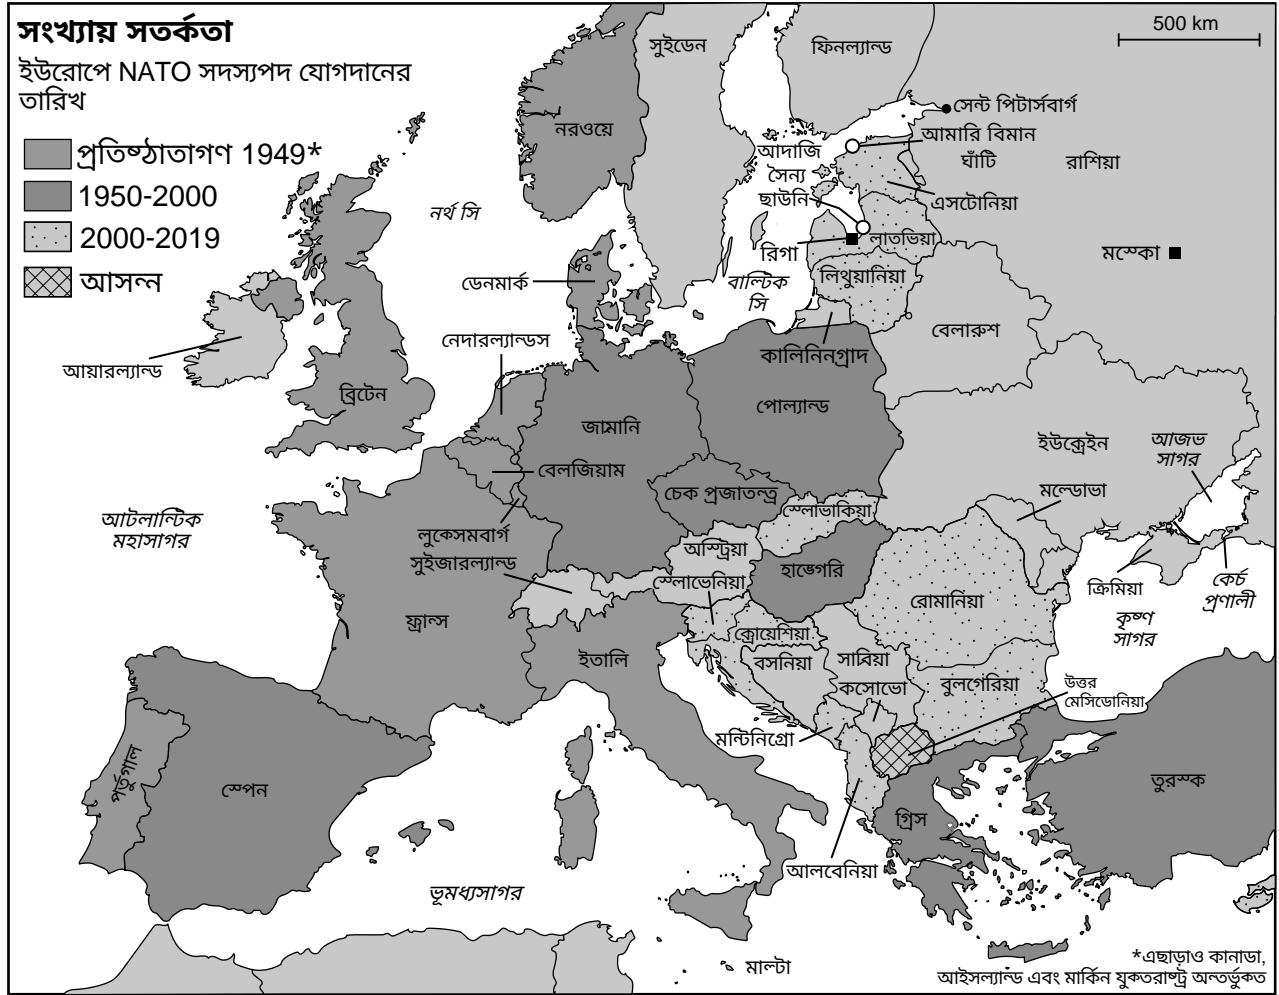 সংখ্যায় সতর্কতা
ইউরোপে NATO সদস্যপদ যোগদানের
তারিখ
প্রতিষ্ঠাতাগণ 1949*
1950-2000
2000-2019
আসন্ন
500 km
সুইডেন
ফিনল্যান্ড
নরওয়ে
সেন্ট পিটার্সবার্গ
আমারি বিমান
ঘাঁটি
রাশিয়া
আদাজি
সৈন্য
ছাউনি
এসটোনিয়া
নর্থ সি
রিগা
লাতভিয়া
মস্কো
ডেনমার্ক
বাল্টিক
সি
লিথুয়ানিয়া
বেলারুশ
নেদারল্যান্ডস
কালিনিনগ্রাদ
আয়ারল্যান্ড
ব্রিটেন
পোল্যান্ড
জার্মানি
ইউক্রেইন
আজভ
সাগর
বেলজিয়াম
চেক প্রজাতন্ত্র
মল্ডোভা
স্লোভাকিয়া
আটলান্টিক
মহাসাগর
লুক্সেমবার্গ
সুইজারল্যান্ড
অস্ট্রিয়া
হাঙ্গেরি
স্লোভেনিয়া
ক্রিমিয়া
কের্চ
প্রণালী
রোমানিয়া
কৃষ্ণ
সাগর
ফ্রান্স
ক্রোয়েশিয়া
ইতালি
বসনিয়া
সার্বিয়া
কসোভো
বুলগেরিয়া
উত্তর
মেসিডোনিয়া
মন্টিনিগ্রো
পর্তুগাল
স্পেন
তুরস্ক
গ্রিস
আলবেনিয়া
ভূমধ্যসাগর
মাল্টা
*এছাড়াও কানাডা,
আইসল্যান্ড এবং মার্কিন যুক্তরাষ্ট্র অন্তর্ভুক্ত